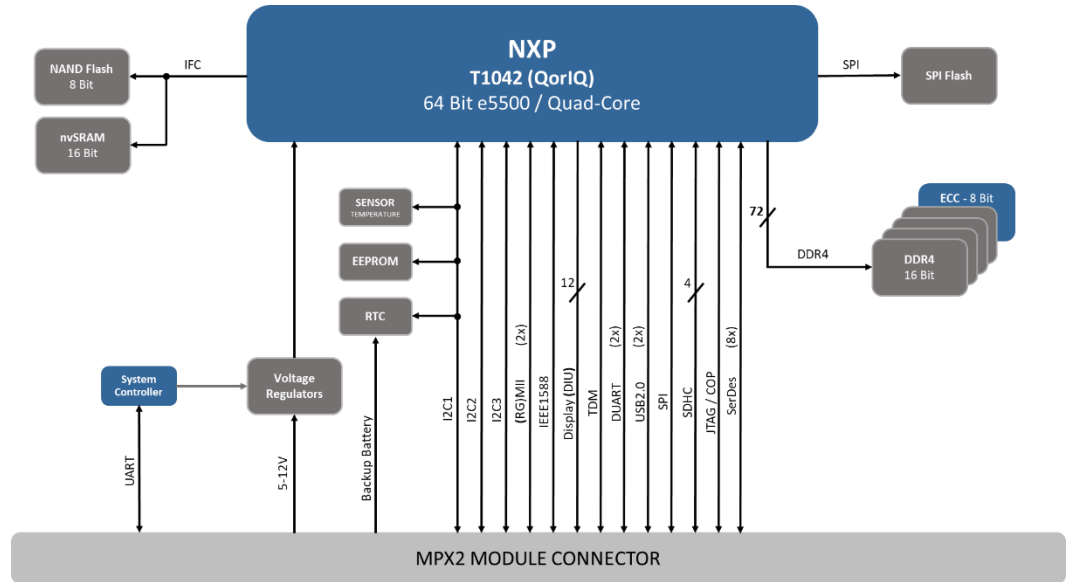 NXP
T1042 (QorIQ)
64 Bit e5500 / Quad-Core
NAND Flash
8 Bit
IFC
nvSRAM
16 Bit
SPI
SPI Flash
SENSOR
TEMPERATURE
EEPROM
RTC
72
DDR4
ECC - 8 Bit
DDR4
16 Bit
12
4
System
Controller
Voltage
Regulators
UART
5-12V
Backup Battery
I2C1
I2C2
I2C3
(RG)MII (2x)
IEEE1588
Display (DIU)
TDM
DUART (2x)
USB2.0 (2x)
SPI
SDHC
JTAG / COP
SerDes (8x)
MPX2 MODULE CONNECTOR